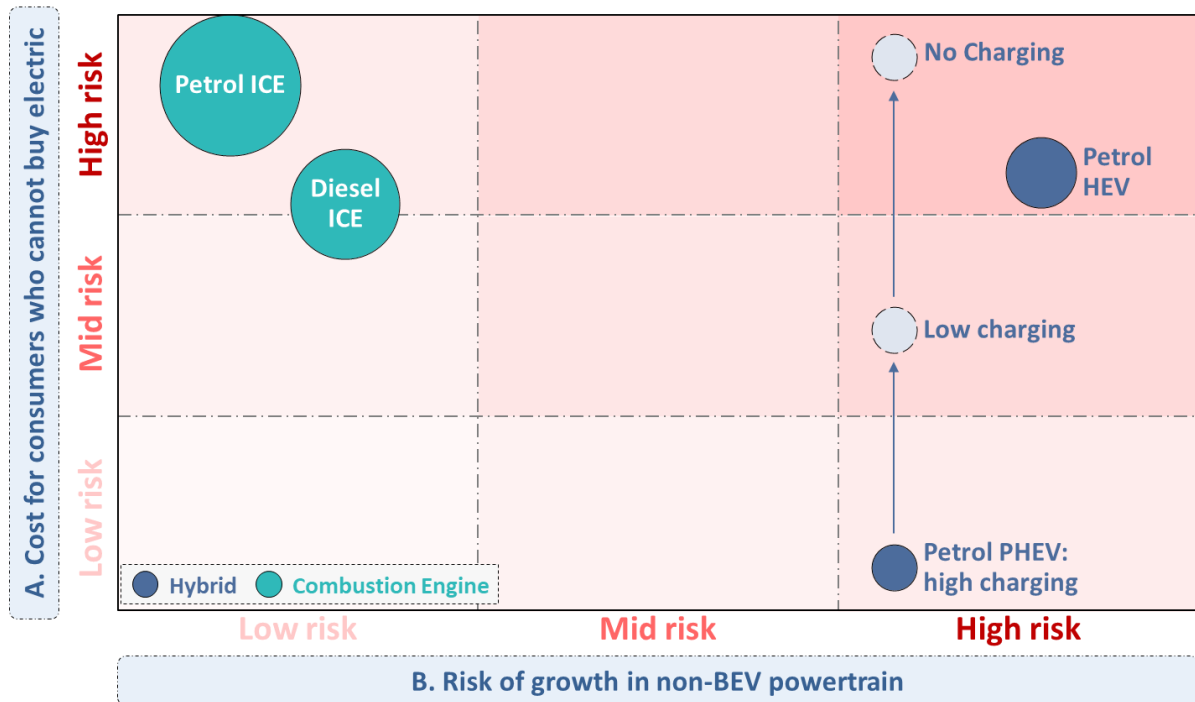 A. Cost for consumers who cannot buy electric
High risk
Mid risk
Low risk
Petrol ICE
Diesel
ICE
No Charging
Petrol
HEV
Low charging
Petrol PHEV:
high charging
Hybrid
Combustion Engine
Low risk
Mid risk
High risk
B. Risk of growth in non-BEV powertrain